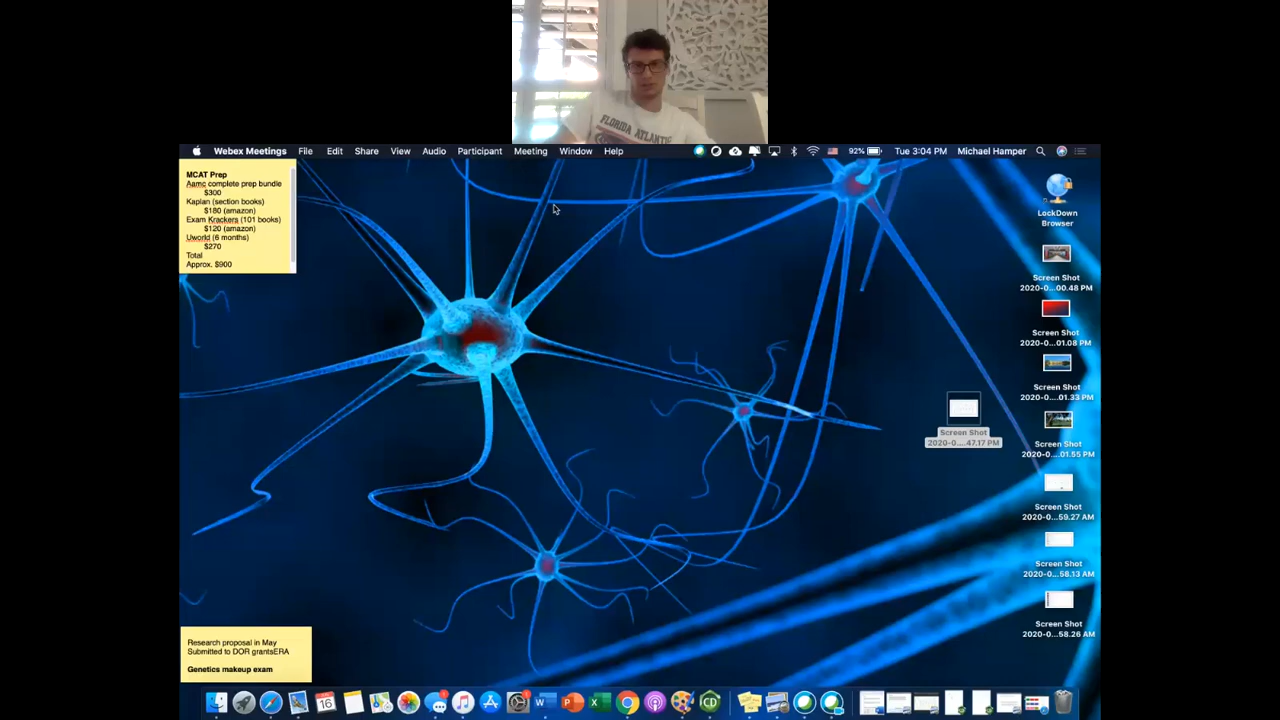 FLORIDA ATLANTIC
Webex Meetings File Edit Share View Audio Participant Meeting Window Help 92% Tue 3:04 PM Michael Hamper
MCAT Prep
Aamc complete prep bundle
$300
Kaplan (section books)
$180 (amazon)
Exam Krackers (101 books)
$120 (amazon)
Uworld (6 months)
$270
Total
Approx. $900
LockDown
Browser
Screen Shot
2020-0...00.48 PM
Screen Shot
2020-0....01.08 PM
Screen Shot
2020-0....01.33 PM
Screen Shot
2020-0....01.55 PM
Screen Shot
2020-0....47.17 PM
Screen Shot
2020-0...59.27 AM
Screen Shot
2020-0...58.13 AM
Screen Shot
2020-0...58.26 AM
Research proposal in May
Submitted to DOR grantsERA
Genetics makeup exam
16
W P X CD